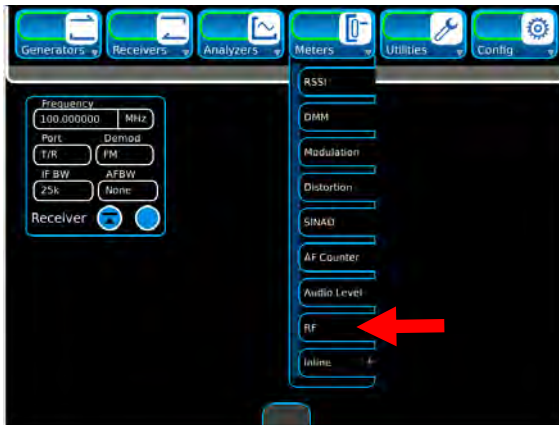 Generators Receivers Analyzers Meters Utilities Config
RSSI
DMM
Modulation
Distortion
SINAD
AF Counter
Audio Level
RF
Inline
Frequency
100.000000 MHz
Port Demod
T/R FM
IF BW AFBW
25k None
Receiver